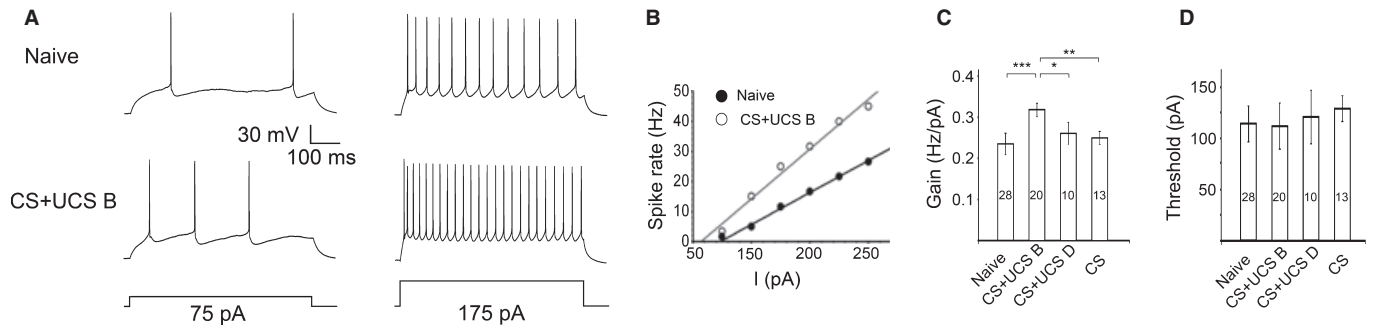 A
Naive
30 mV
100 ms
CS+UCS B
75 pA
175 pA
B
Naive
CS+UCS B
Spike rate (Hz)
50
40
30
20
10
0
50
150
200
250
I (pA)
C
***
*
**
Gain (Hz/pA)
0.4
0.3
0.2
0.1
28
20
10
13
Naive
CS+UCS B
CS+UCS D
CS
D
Threshold (pA)
150
100
50
28
20
10
13
Naive
CS+UCS B
CS+UCS D
CS